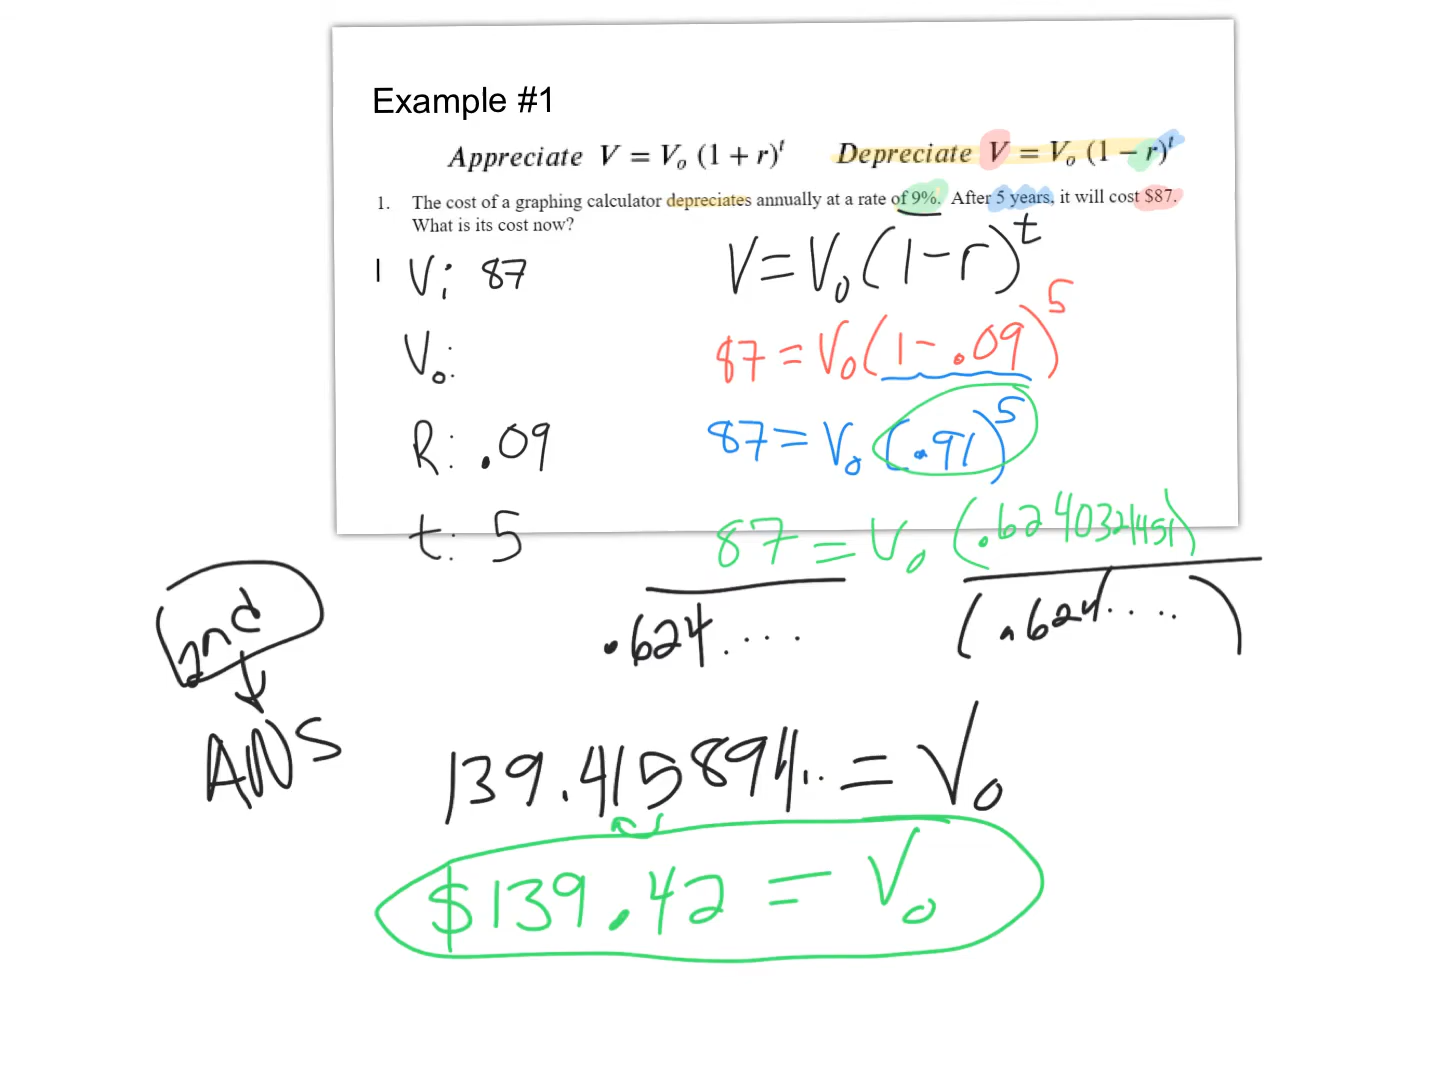 Example #1
Appreciate V = V₀ (1 + r)ᵗ Depreciate V = V₀ (1 − r)ᵗ
1. The cost of a graphing calculator depreciates annually at a rate of 9%. After 5 years, it will cost $87.
What is its cost now?
1 V: 87
V₀:
R: .09
t: 5
V = V₀(1 − r)ᵗ
87 = V₀(1 − .09)⁵
87 = V₀(.91)⁵
87 = V₀(.6240321451)
.624.... (.624....)
2nd
ANS
139.415894.. = V₀
$139.42 = V₀